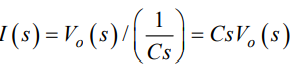 I(s) = V_o(s) / (1/Cs) = CsV_o(s)